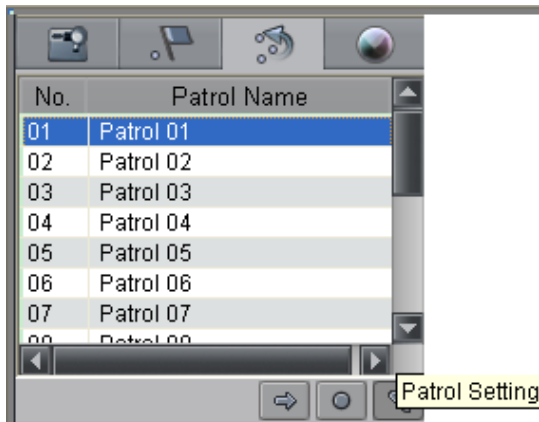 No. Patrol Name
01 Patrol 01
02 Patrol 02
03 Patrol 03
04 Patrol 04
05 Patrol 05
06 Patrol 06
07 Patrol 07
Patrol Setting